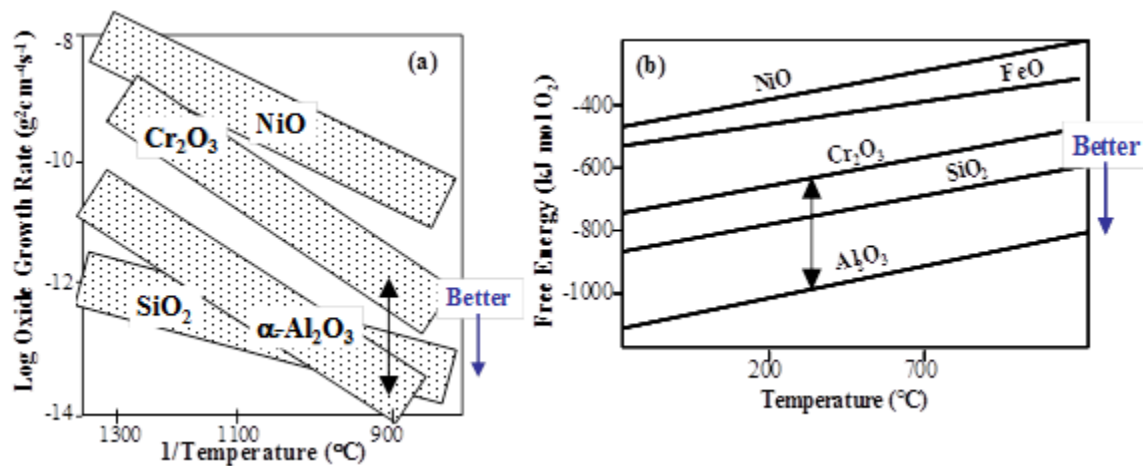 -8
-10
-12
-14
Log Oxide Growth Rate (g²cm⁻⁴s⁻¹)
(a)
NiO
Cr₂O₃
SiO₂
α-Al₂O₃
Better
1300
1100
900
1/Temperature (°C)
(b)
-400
-600
-800
-1000
Free Energy (kJ mol O₂)
NiO
FeO
Cr₂O₃
SiO₂
Al₂O₃
Better
200
700
Temperature (°C)